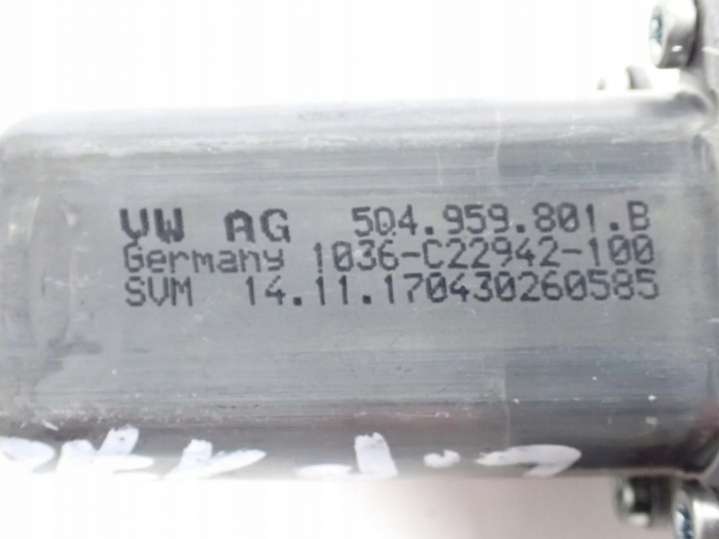 VW AG 5Q4.959.801.B
Germany 1036-C22942-100
SVM 14.11.170430260585